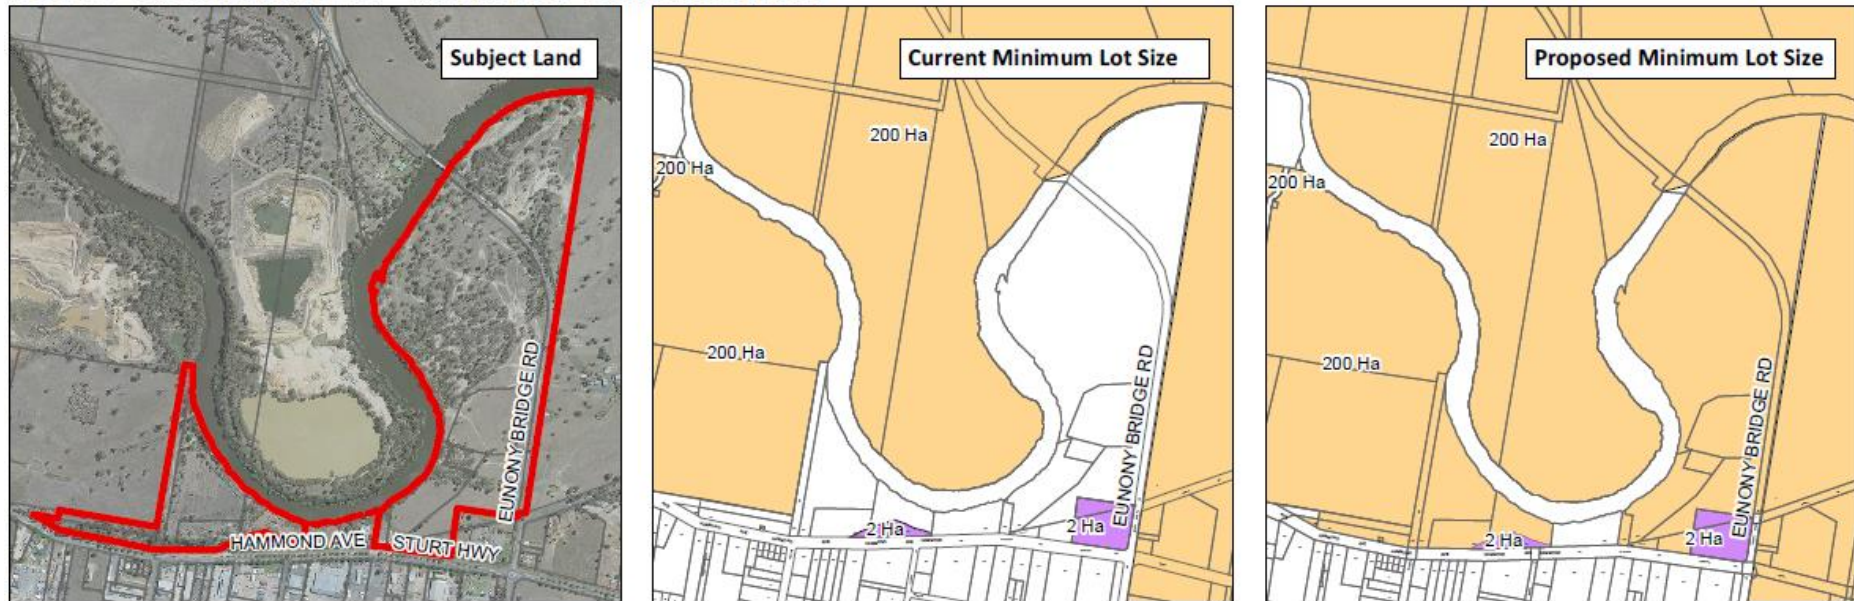 Subject Land
EUNONY BRIDGE RD
HAMMOND AVE
STURT HWY
Current Minimum Lot Size
200 Ha
200 Ha
200 Ha
EUNONY BRIDGE RD
2 Ha
2 Ha
Proposed Minimum Lot Size
200 Ha
200 Ha
200 Ha
EUNONY BRIDGE RD
2 Ha
2 Ha